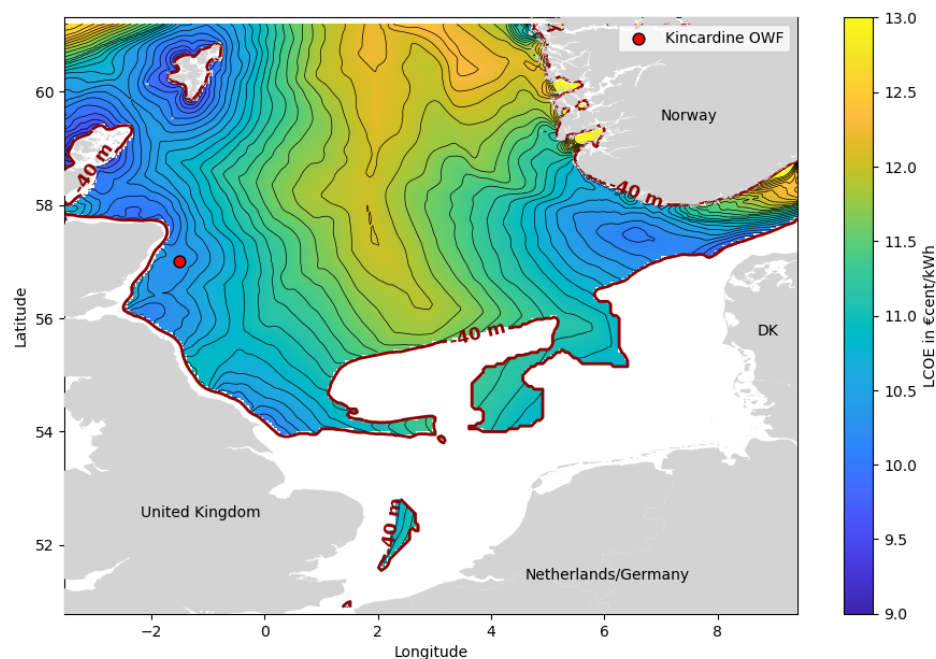 Kincardine OWF
Norway
-40 m
-40 m
-40 m
DK
-40 m
United Kingdom
Netherlands/Germany
60
58
56
54
52
Latitude
−2
0
2
4
6
8
Longitude
13.0
12.5
12.0
11.5
11.0
10.5
10.0
9.5
9.0
LCOE in €cent/kWh